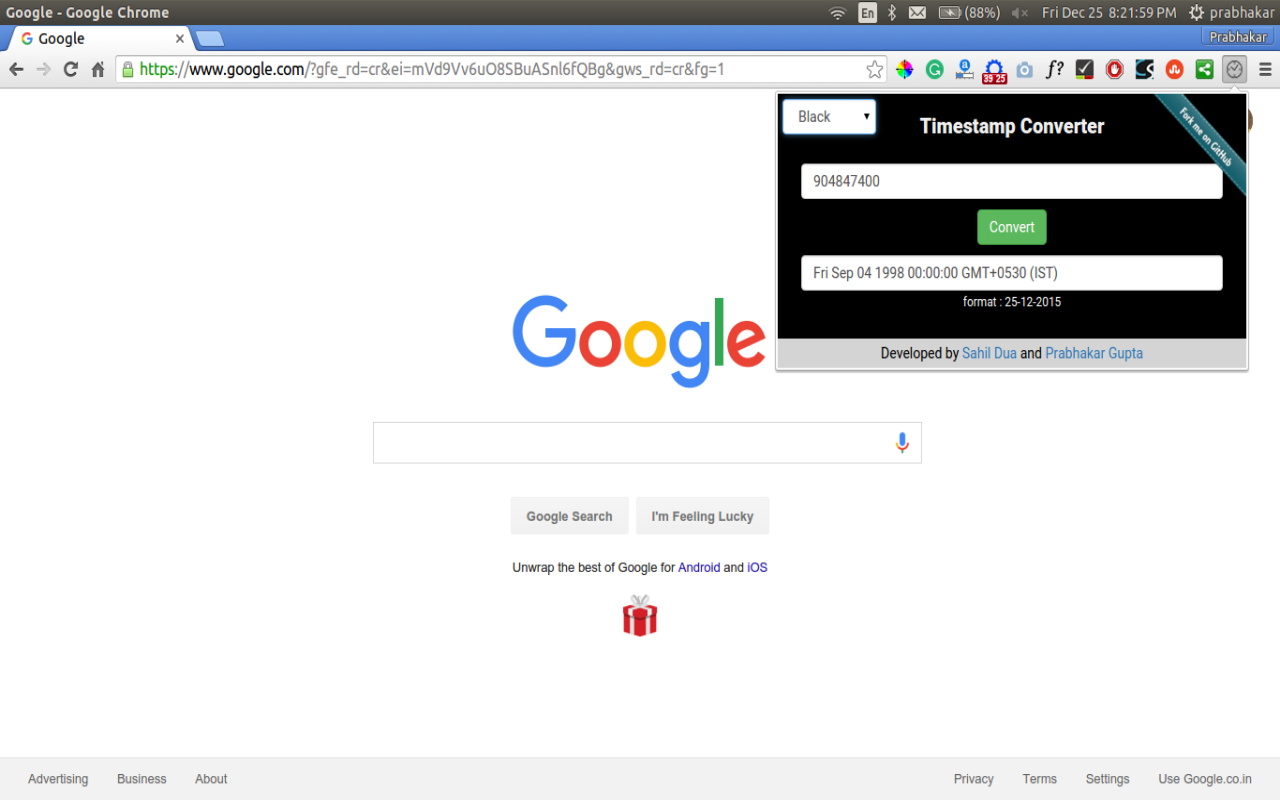 Google - Google Chrome
En
(88%)
Fri Dec 25 8:21:59 PM
prabhakar
Google
Prabhakar
https://www.google.com/?gfe_rd=cr&ei=mVd9Vv6uO8SBuASnl6fQBg&gws_rd=cr&fg=1
39 25
f?
Black
Timestamp Converter
Fork me on GitHub
904847400
Convert
Fri Sep 04 1998 00:00:00 GMT+0530 (IST)
format : 25-12-2015
Developed by Sahil Dua and Prabhakar Gupta
Google
Google Search
I'm Feeling Lucky
Unwrap the best of Google for Android and iOS
Advertising
Business
About
Privacy
Terms
Settings
Use Google.co.in